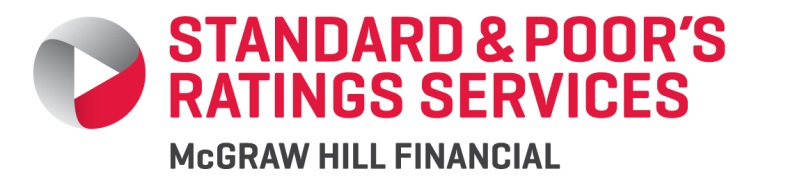 STANDARD & POOR'S
RATINGS SERVICES
McGRAW HILL FINANCIAL